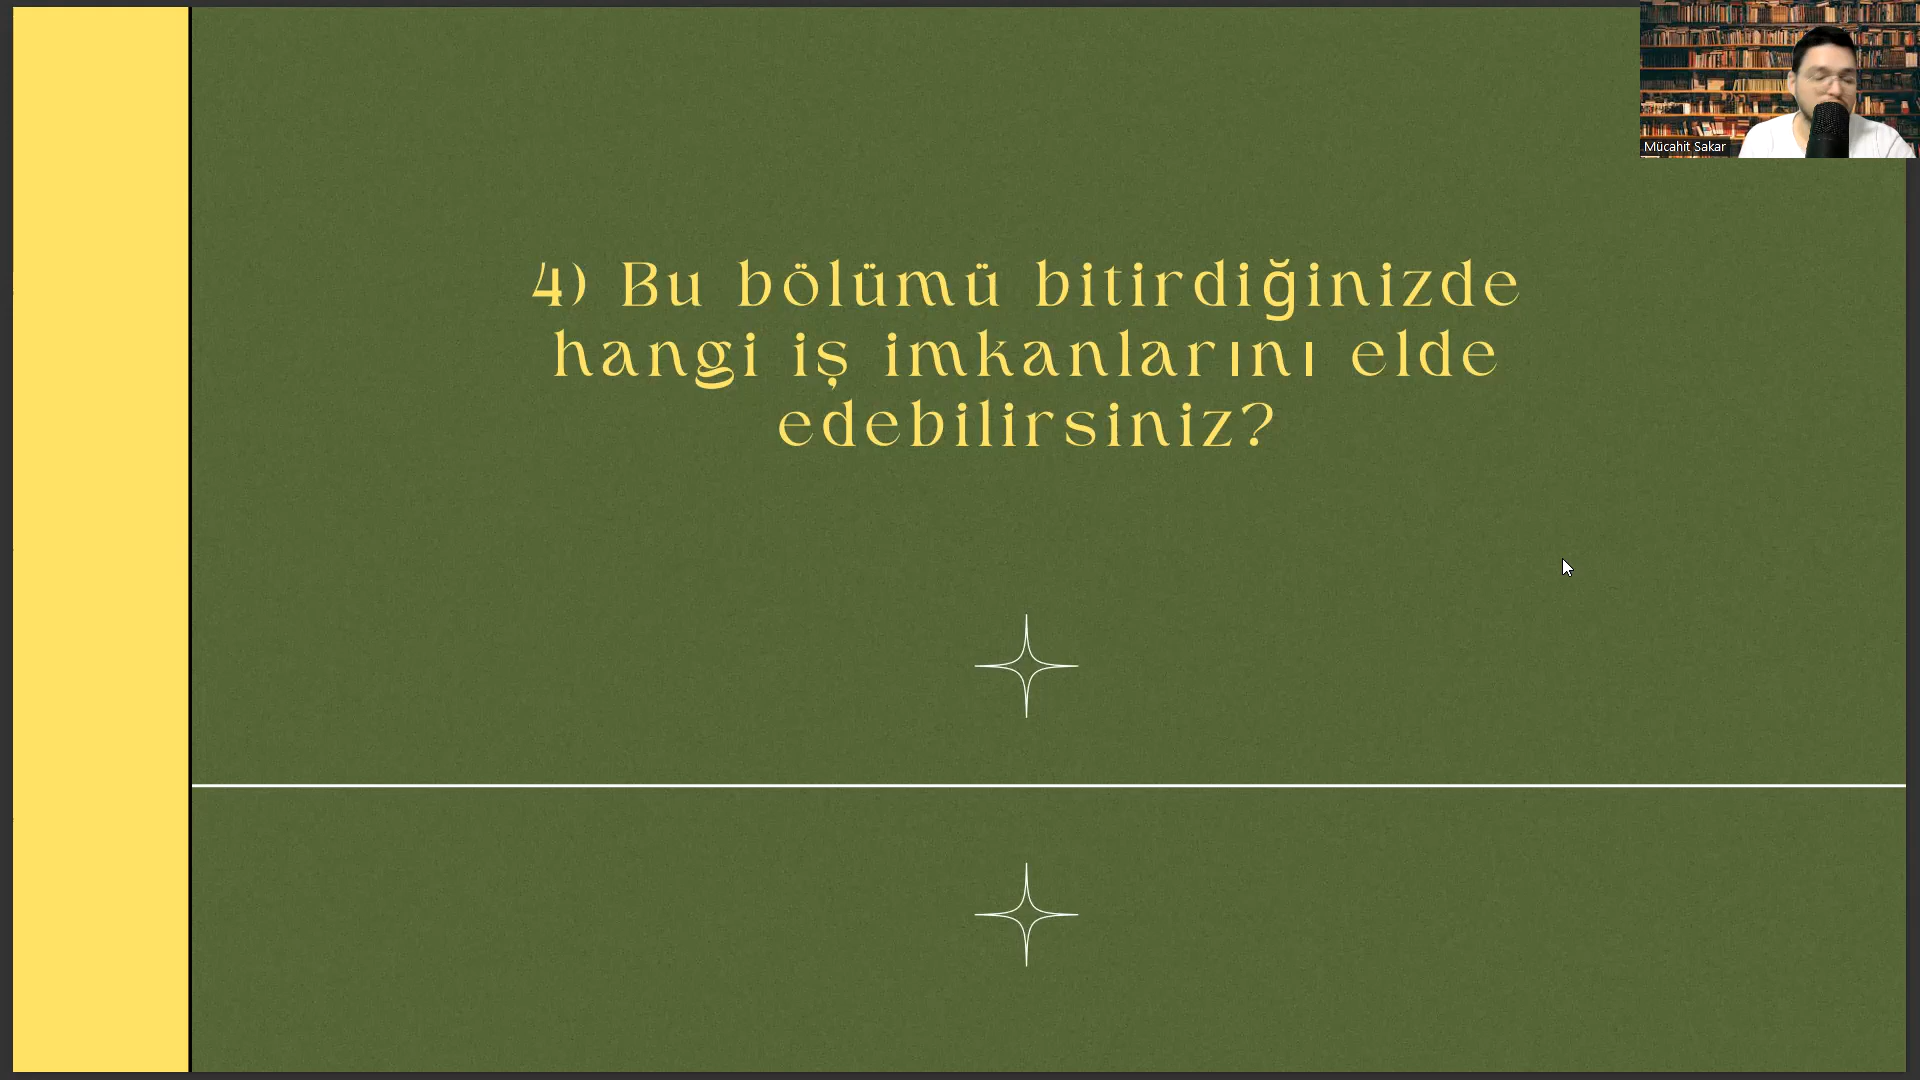 Mücahit Sakar
4) Bu bölümü bitirdiğinizde
hangi iş imkanlarını elde
edebilirsiniz?